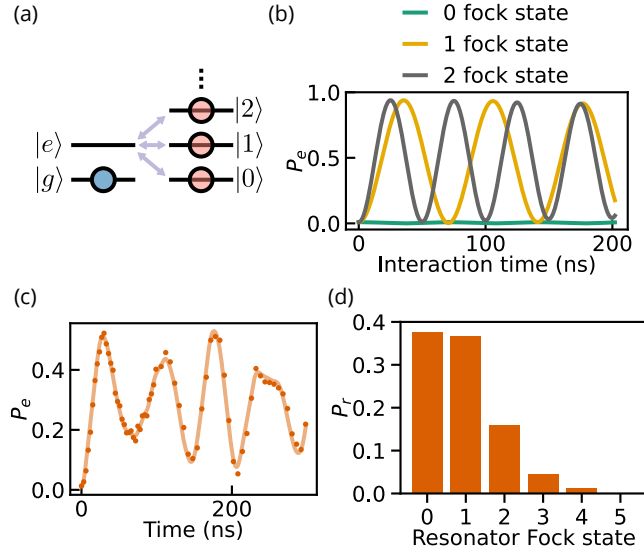 (a)
⋮
|2⟩
|e⟩
|1⟩
|g⟩
|0⟩
(b)
0 fock state
1 fock state
2 fock state
1.0
0.5
0.0
P_e
0
100
200
Interaction time (ns)
(c)
0.4
0.2
0.0
P_e
0
200
Time (ns)
(d)
0.4
0.3
0.2
0.1
0.0
P_r
0 1 2 3 4 5
Resonator Fock state